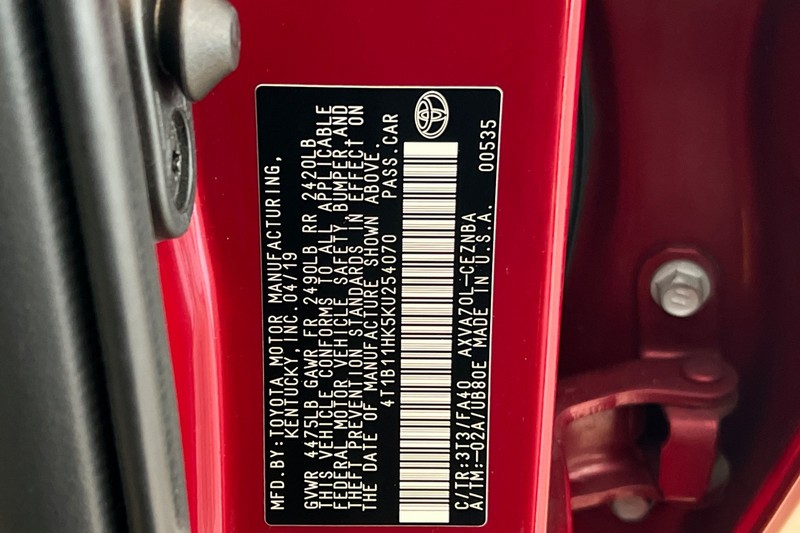 MFD. BY: TOYOTA MOTOR MANUFACTURING,
KENTUCKY, INC. 04/19
GVWR 4475LB GAWR FR 2490LB RR 2420LB
THIS VEHICLE CONFORMS TO ALL APPLICABLE
FEDERAL MOTOR VEHICLE SAFETY, BUMPER AND
THEFT PREVENTION STANDARDS IN EFFECT ON
THE DATE OF MANUFACTURE SHOWN ABOVE.
4T1B11HK5KU254070 PASS. CAR
C/TR:3T3/FA40 AXVA70L-CEZNBA
A/TM:-02A/UB80E MADE IN U.S.A. 00535